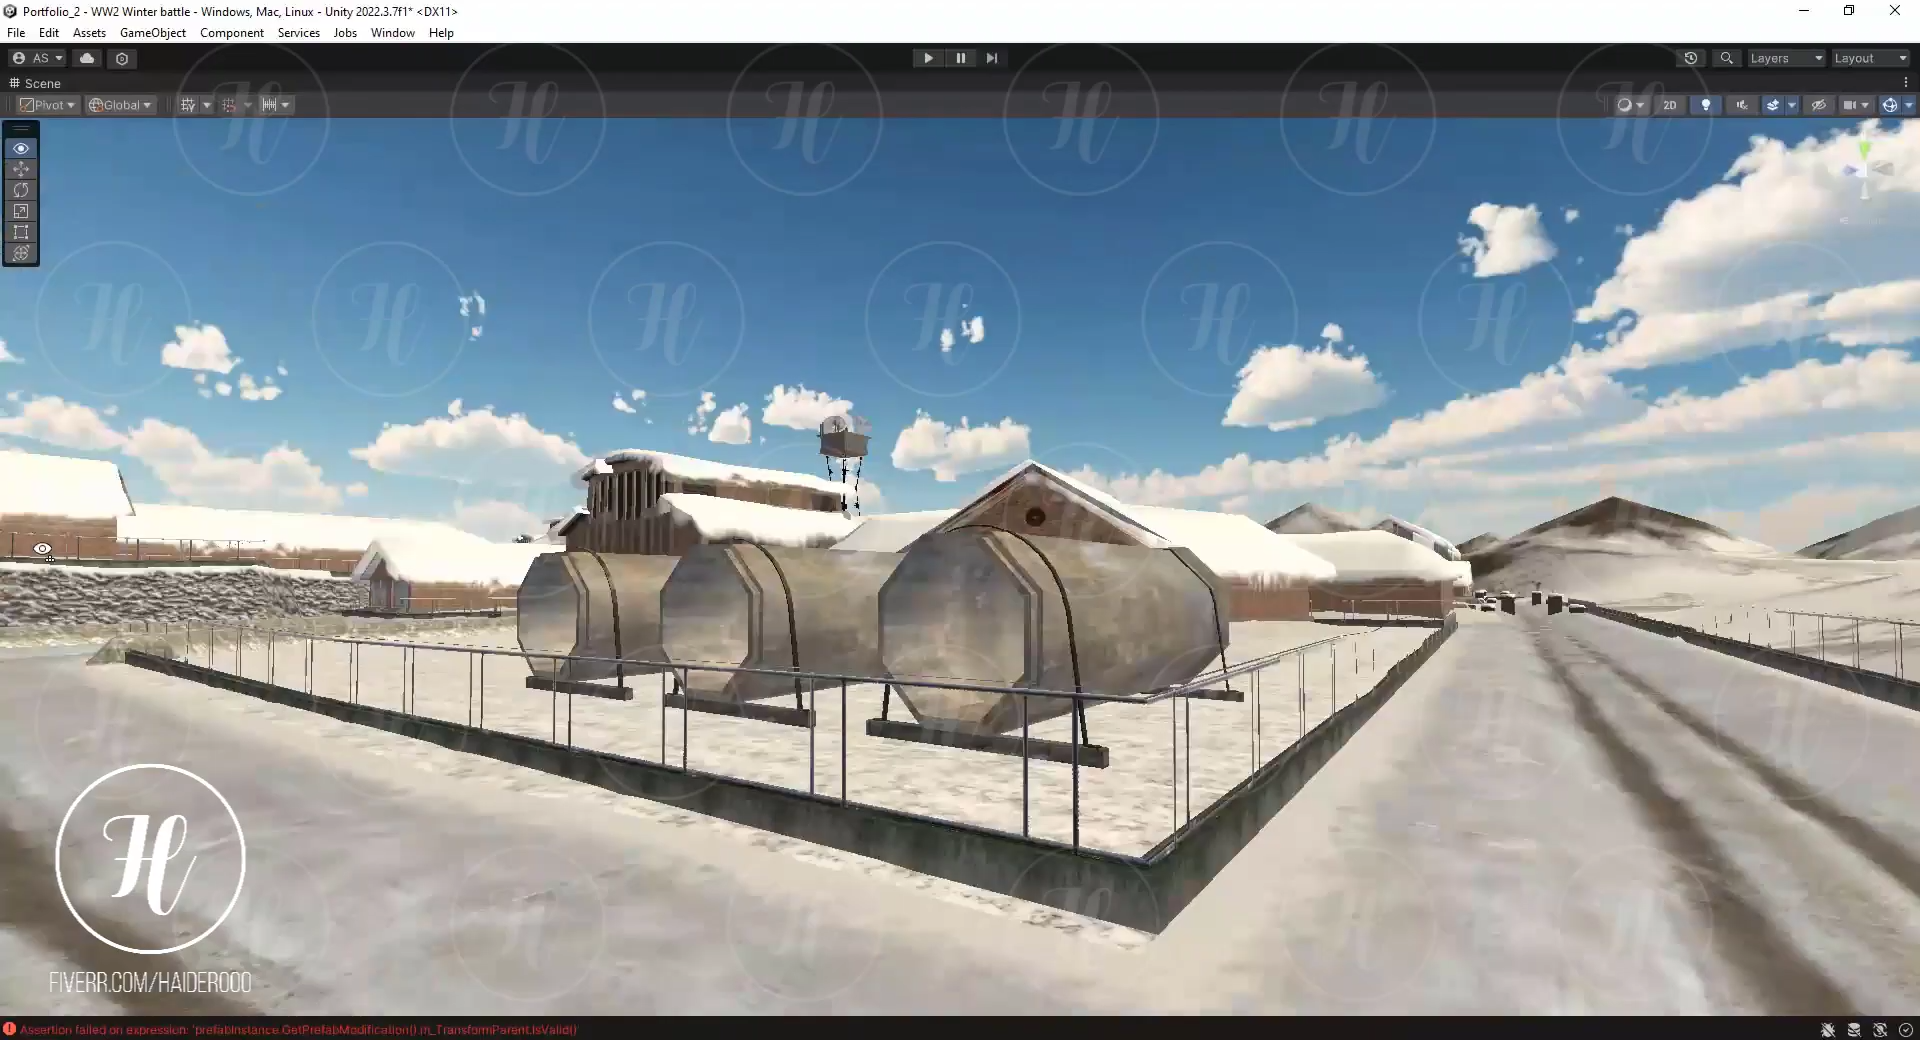 Portfolio_2 - WW2 Winter battle - Windows, Mac, Linux - Unity 2022.3.7f1* <DX11>
File Edit Assets GameObject Component Services Jobs Window Help
AS Layers Layout
Scene
Pivot Global 2D
H
FIVERR.COM/HAIDER000
Assertion failed on expression: 'prefabInstance.GetPrefabModification().m_TransformParent.IsValid()'